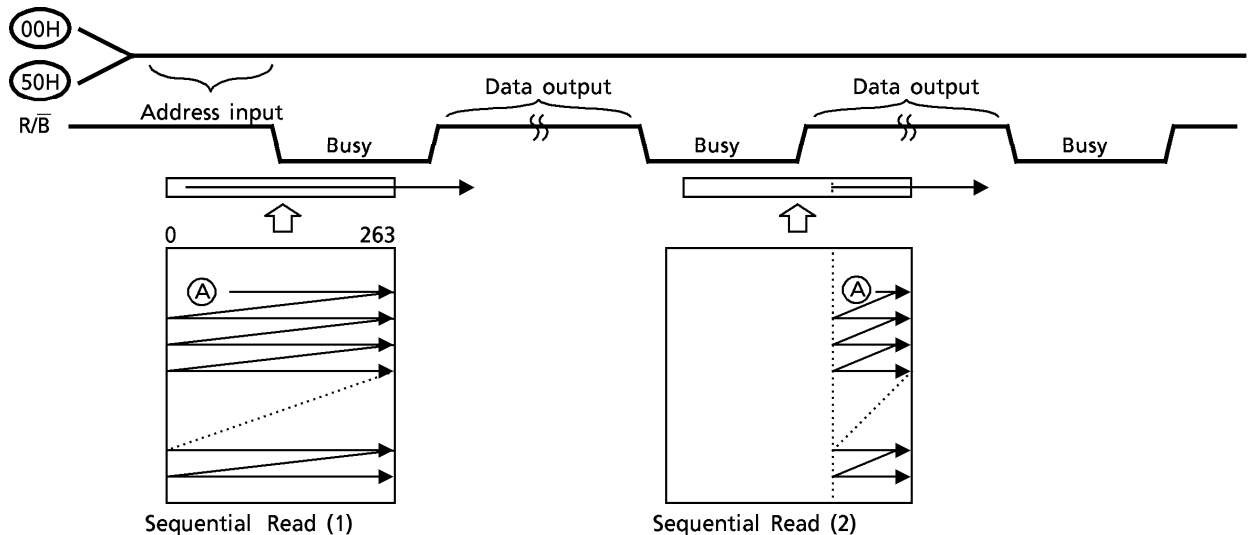 00H
50H
Address input
Data output
Data output
R/B̅
Busy
Busy
Busy
0 263
A
A
Sequential Read (1)
Sequential Read (2)